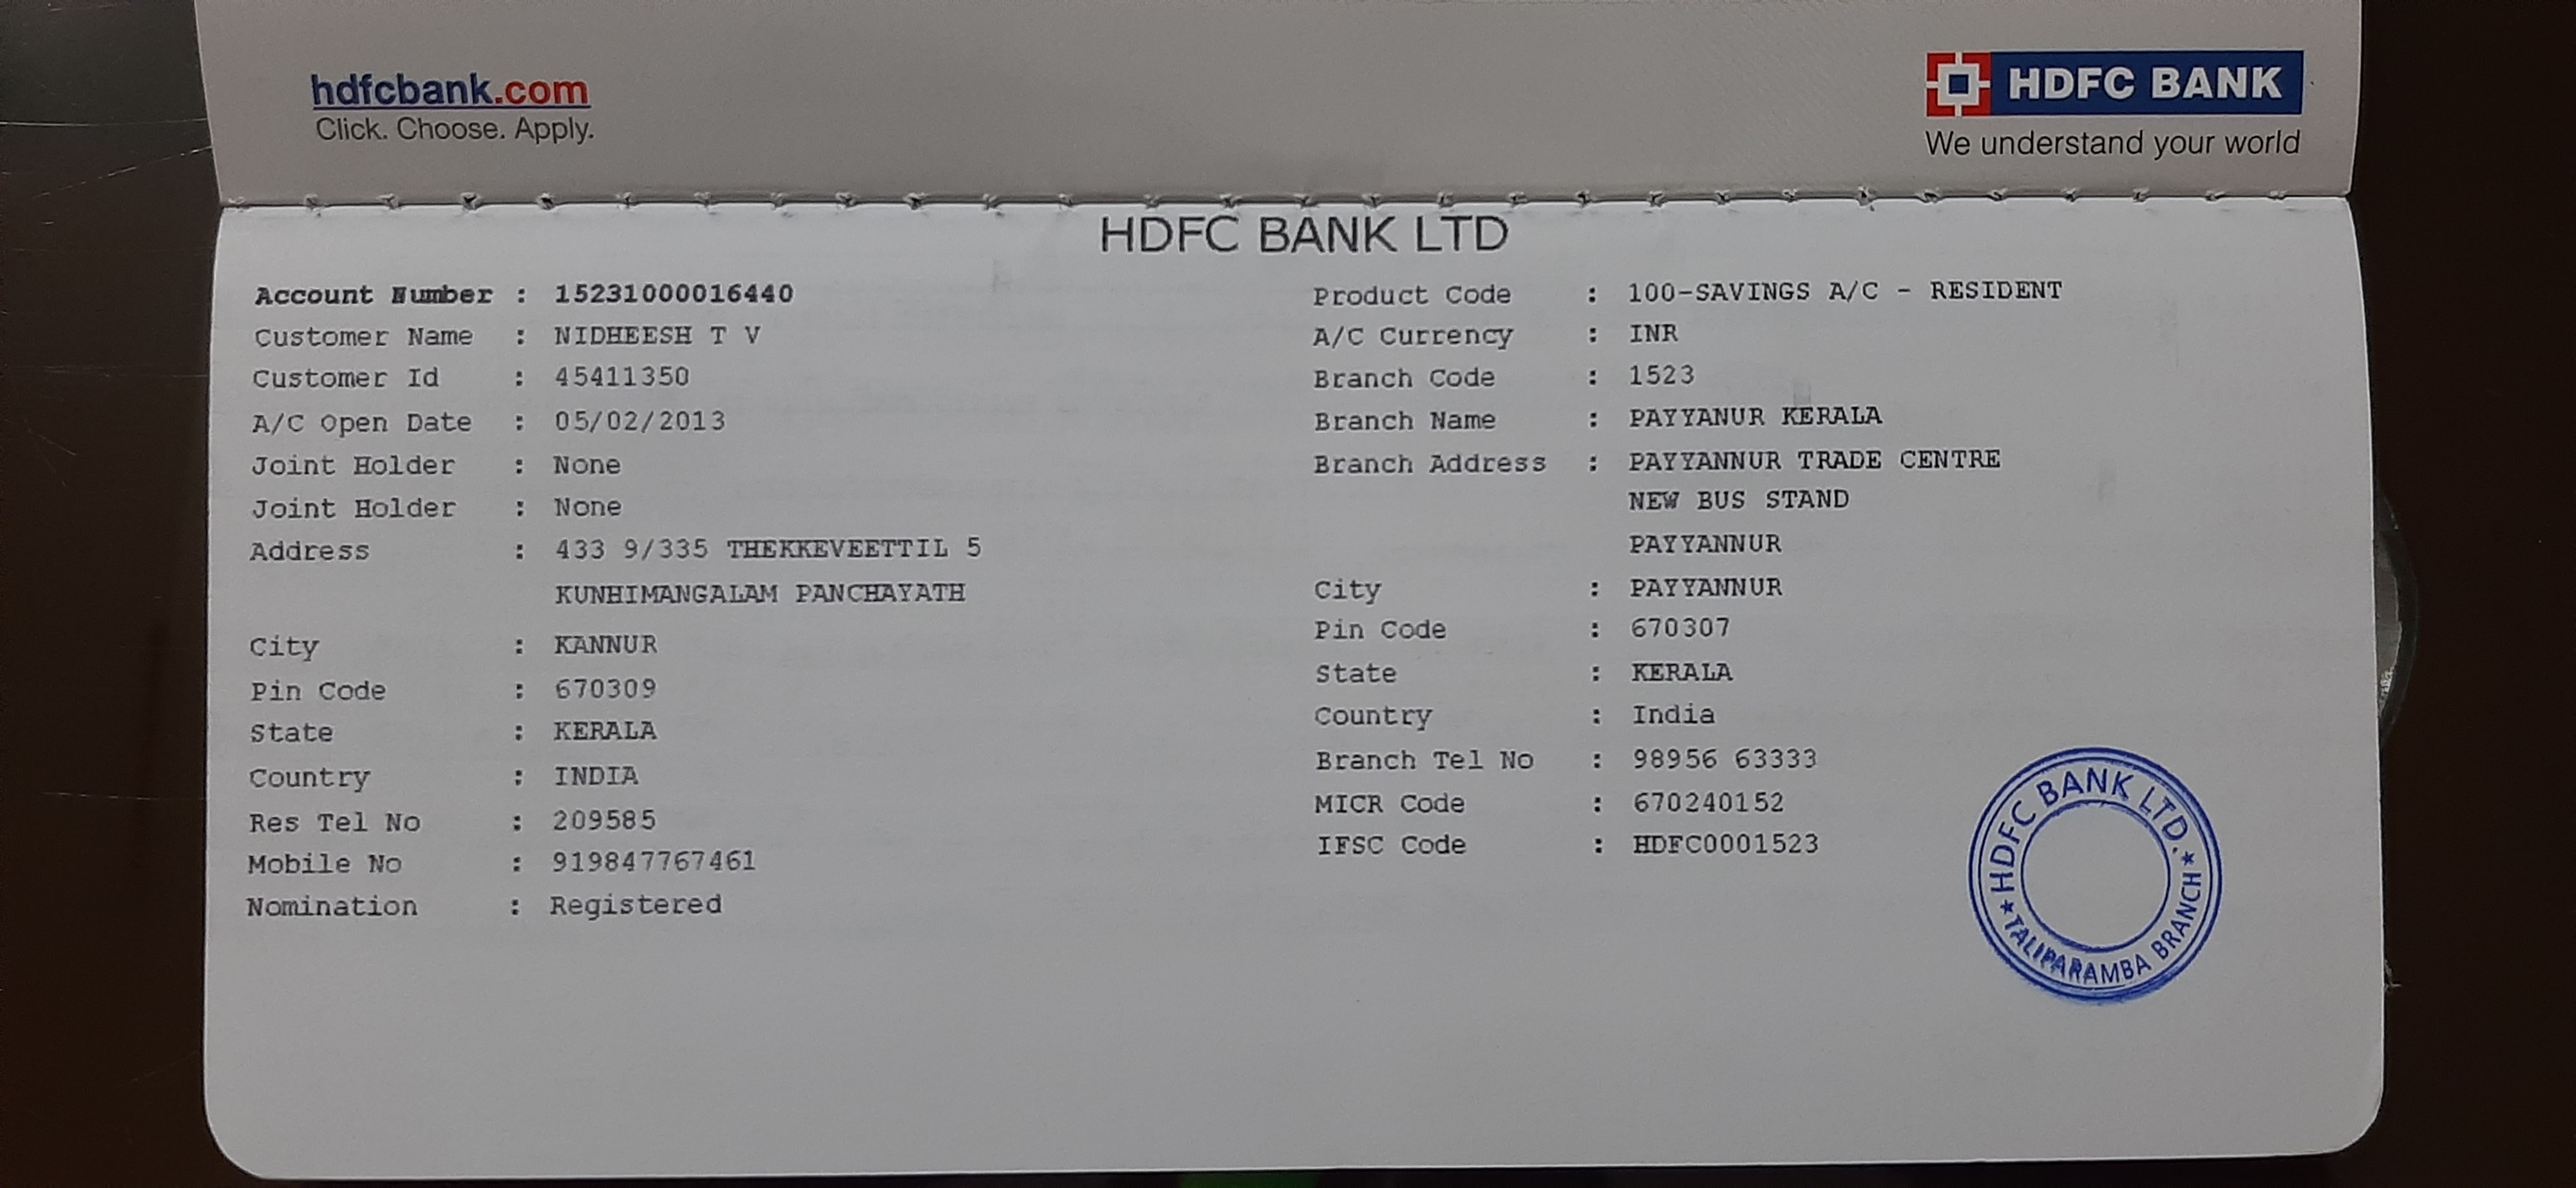 hdfcbank.com
Click. Choose. Apply.
HDFC BANK
We understand your world
HDFC BANK LTD
Account Number : 15231000016440
Customer Name : NIDHEESH T V
Customer Id : 45411350
A/C Open Date : 05/02/2013
Joint Holder : None
Joint Holder : None
Address : 433 9/335 THEKKEVEETTIL 5
KUNHIMANGALAM PANCHAYATH
City : KANNUR
Pin Code : 670309
State : KERALA
Country : INDIA
Res Tel No : 209585
Mobile No : 919847767461
Nomination : Registered
Product Code : 100-SAVINGS A/C - RESIDENT
A/C Currency : INR
Branch Code : 1523
Branch Name : PAYYANUR KERALA
Branch Address : PAYYANNUR TRADE CENTRE
NEW BUS STAND
PAYYANNUR
City : PAYYANNUR
Pin Code : 670307
State : KERALA
Country : India
Branch Tel No : 98956 63333
MICR Code : 670240152
IFSC Code : HDFC0001523
★ HDFC BANK LTD. ★
TALIPARAMBA BRANCH